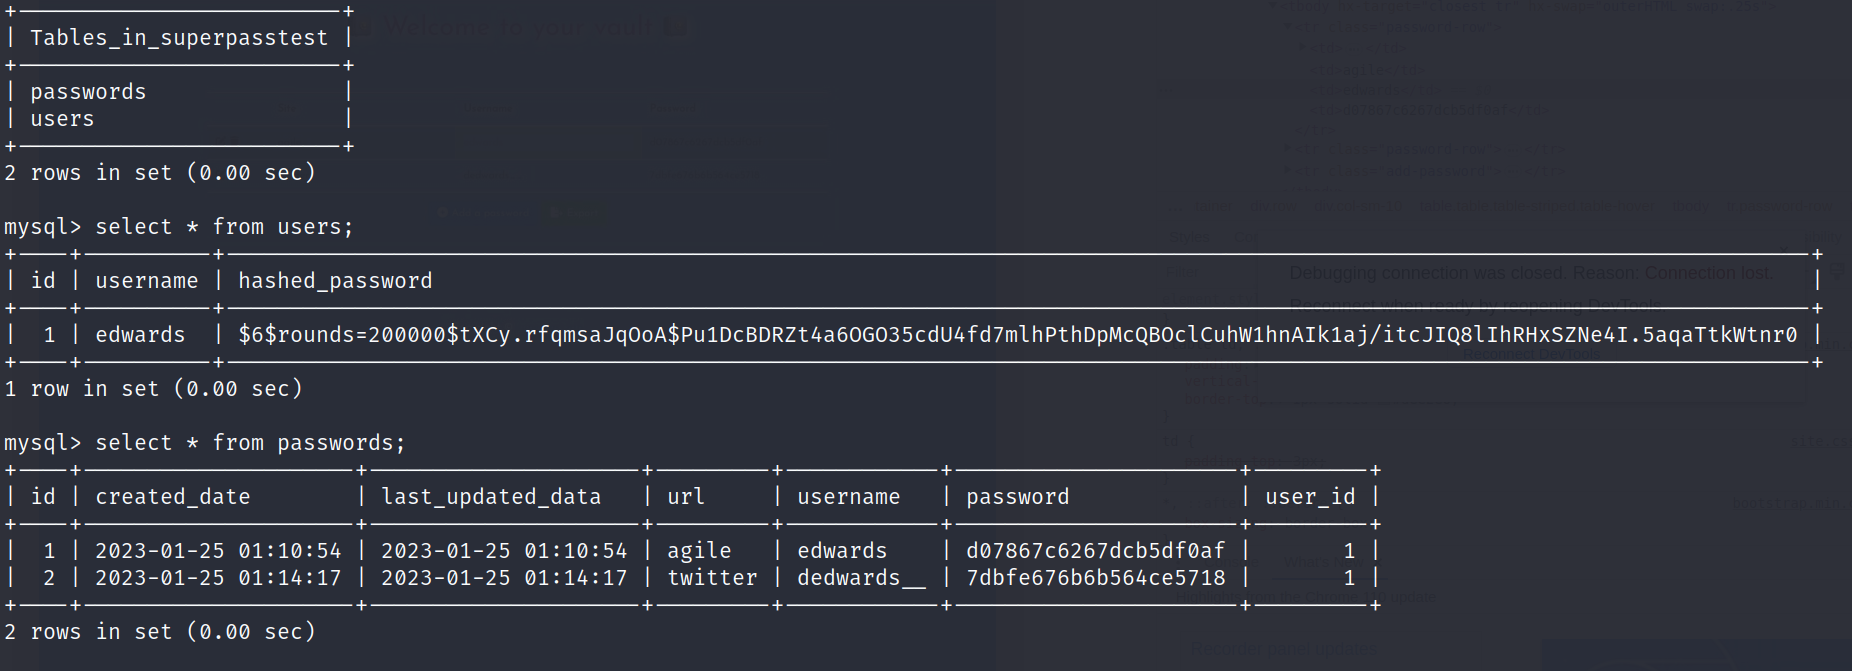 +-------------------------+
| Tables_in_superpasstest |
+-------------------------+
| passwords               |
| users                   |
+-------------------------+
2 rows in set (0.00 sec)
mysql> select * from users;
+----+----------+--------------------------------------------------------------------------------------------------------------------------+
| id | username | hashed_password                                                                                                          |
+----+----------+--------------------------------------------------------------------------------------------------------------------------+
| 1 | edwards | $6$rounds=200000$tXCy.rfqmsaJqOoA$Pu1DcBDRZt4a6OGO35cdU4fd7mlhPthDpMcQBOclCuhW1hnAIk1aj/itcJIQ8lIhRHxSZNe4I.5aqaTtkWtnr0 |
+----+----------+--------------------------------------------------------------------------------------------------------------------------+
1 row in set (0.00 sec)
mysql> select * from passwords;
+----+---------------------+---------------------+---------+------------+----------------------+---------+
| id | created_date | last_updated_data | url | username | password | user_id |
+----+---------------------+---------------------+---------+------------+----------------------+---------+
| 1 | 2023-01-25 01:10:54 | 2023-01-25 01:10:54 | agile | edwards | d07867c6267dcb5df0af | 1 |
| 2 | 2023-01-25 01:14:17 | 2023-01-25 01:14:17 | twitter | dedwards__ | 7dbfe676b6b564ce5718 | 1 |
+----+---------------------+---------------------+---------+------------+----------------------+---------+
2 rows in set (0.00 sec)
Welcome to your vault
Debugging connection was closed. Reason: Connection lost.
Reconnect when ready by reopening DevTools.